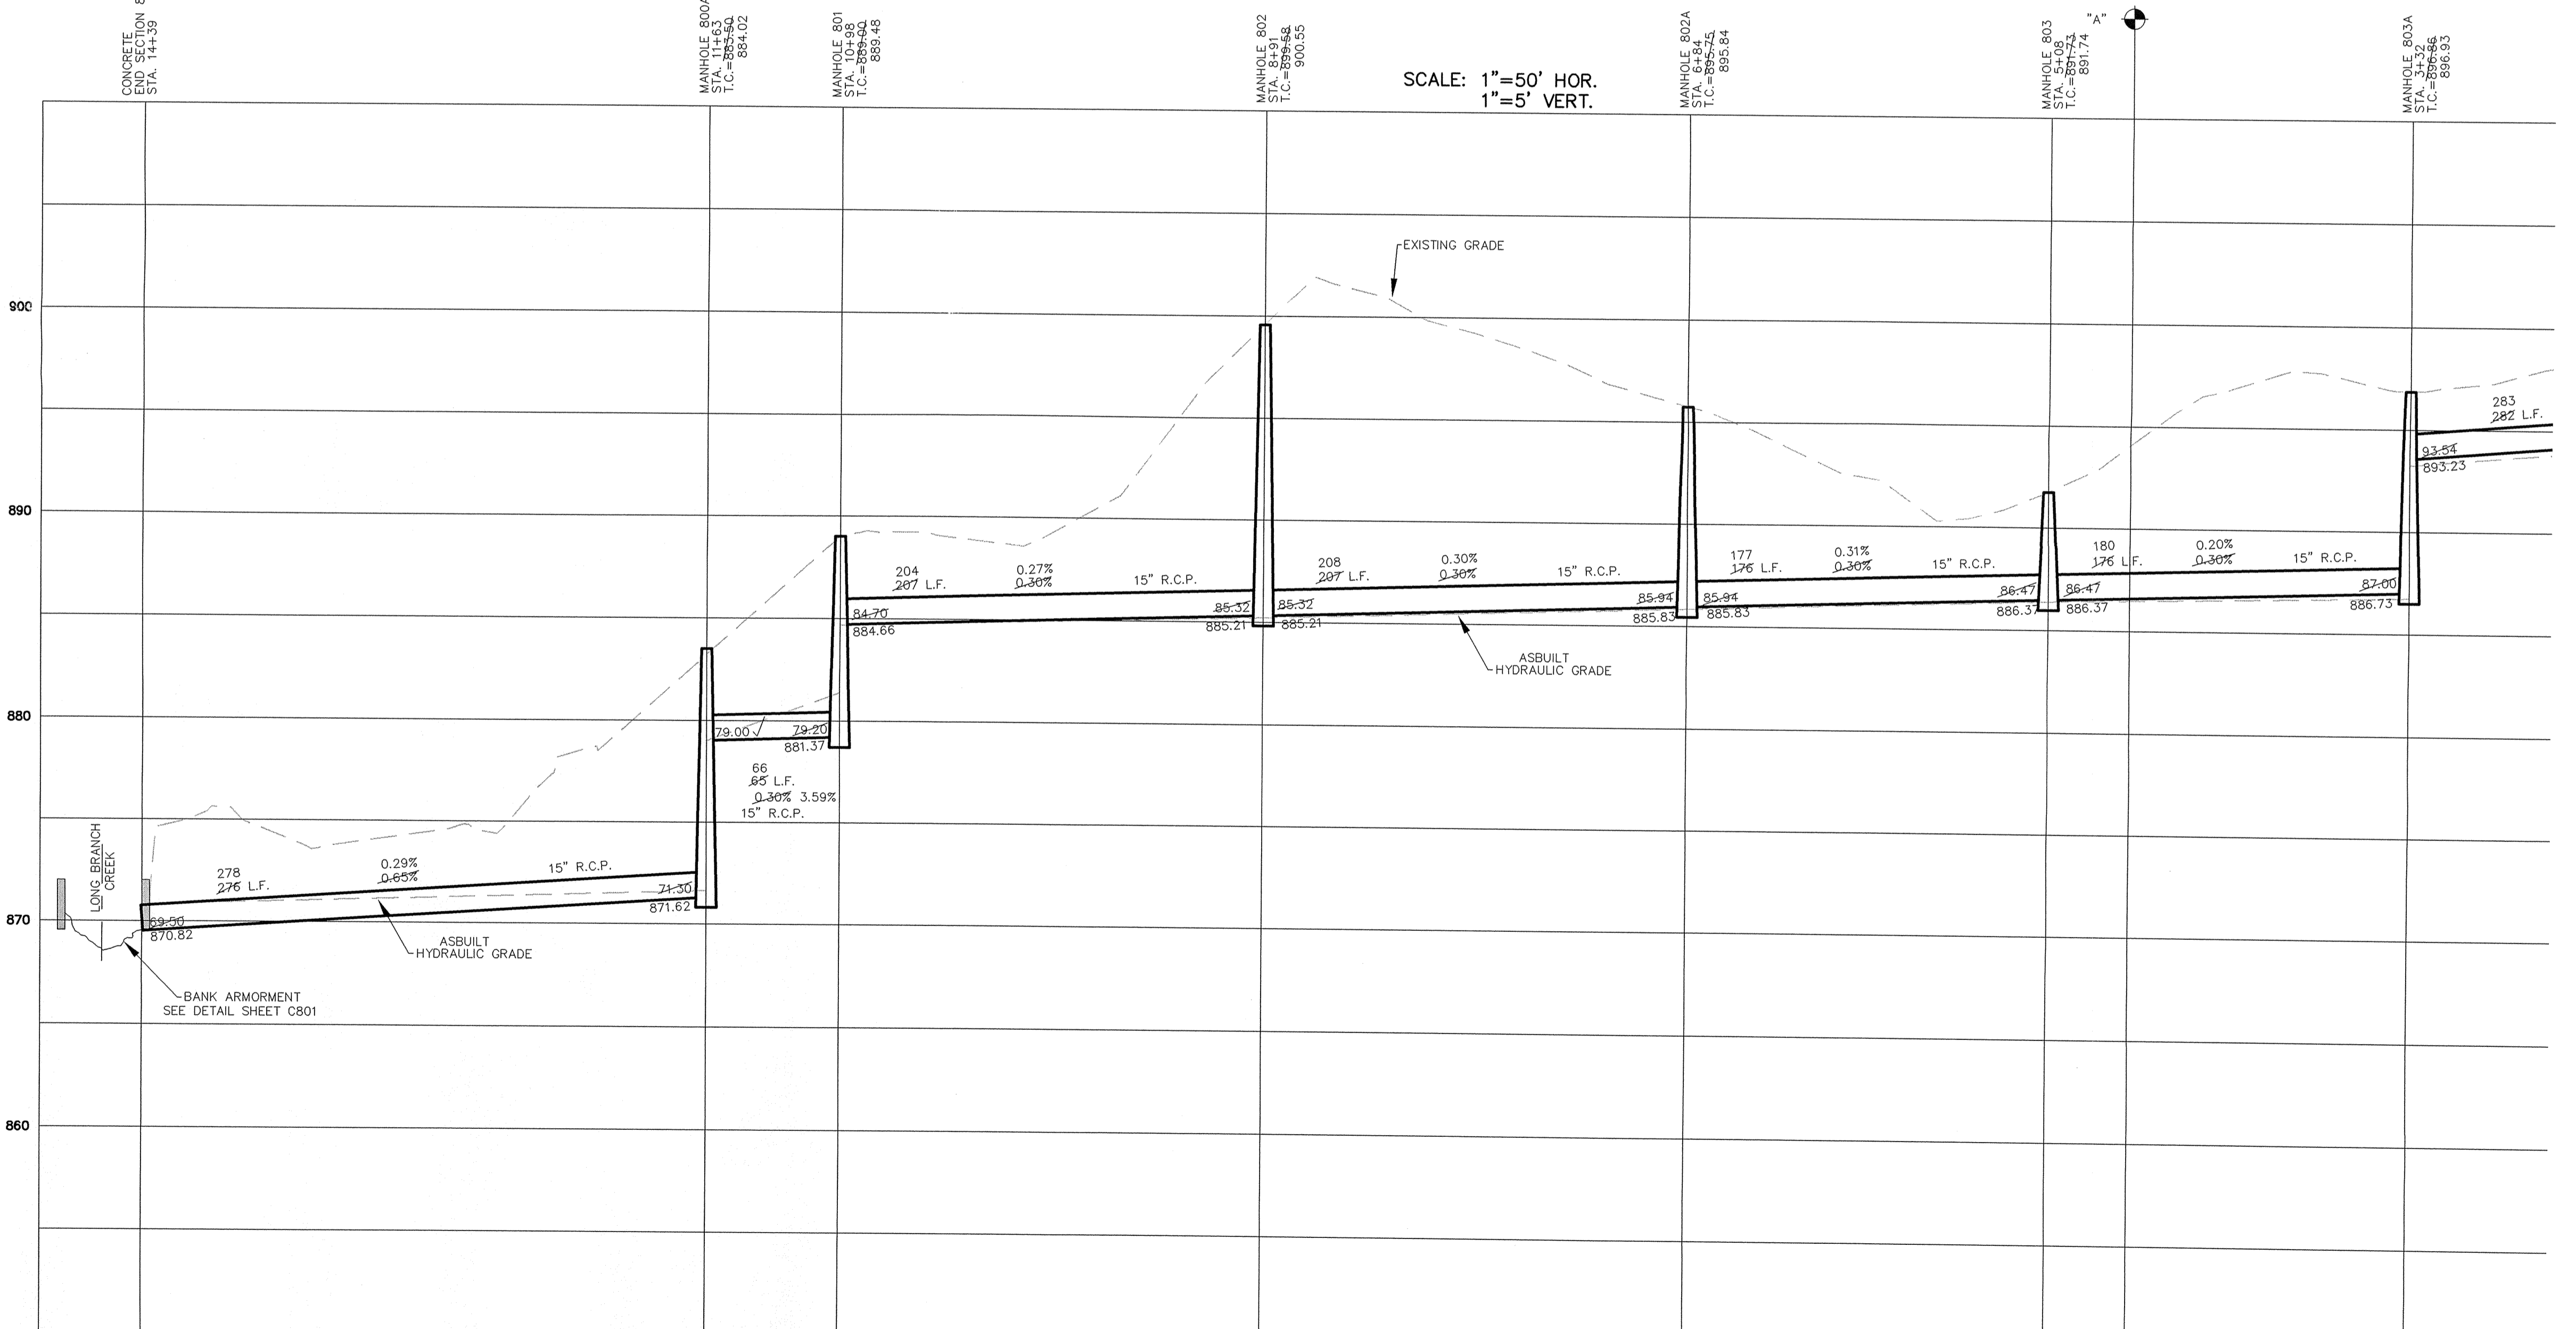 CONCRETE
END SECTION 8
STA. 14+39
MANHOLE 800A
STA. 11+63
T.C.=883.50
884.02
MANHOLE 801
STA. 10+98
T.C.=889.00
889.48
MANHOLE 802
STA. 8+91
T.C.=899.58
900.55
MANHOLE 802A
STA. 6+84
T.C.=895.75
895.84
MANHOLE 803
STA. 5+08
T.C.=891.73
891.74
"A"
MANHOLE 803A
STA. 3+32
T.C.=896.86
896.93
SCALE: 1"=50' HOR.
1"=5' VERT.
EXISTING GRADE
900
890
880
870
860
283
282 L.F.
93.54
893.23
204
207 L.F.
0.27%
0.30%
15" R.C.P.
84.70
884.66
85.32
885.21
208
207 L.F.
0.30%
0.30%
15" R.C.P.
85.32
885.21
85.94
885.83
177
176 L.F.
0.31%
0.30%
15" R.C.P.
85.94
885.83
86.47
886.37
180
176 L.F.
0.20%
0.30%
15" R.C.P.
86.47
886.37
87.00
886.73
ASBUILT
HYDRAULIC GRADE
79.00
79.20
881.37
66
65 L.F.
0.30% 3.59%
15" R.C.P.
LONG BRANCH
CREEK
278
276 L.F.
0.29%
0.65%
15" R.C.P.
71.30
871.62
69.50
870.82
ASBUILT
HYDRAULIC GRADE
BANK ARMORMENT
SEE DETAIL SHEET C801